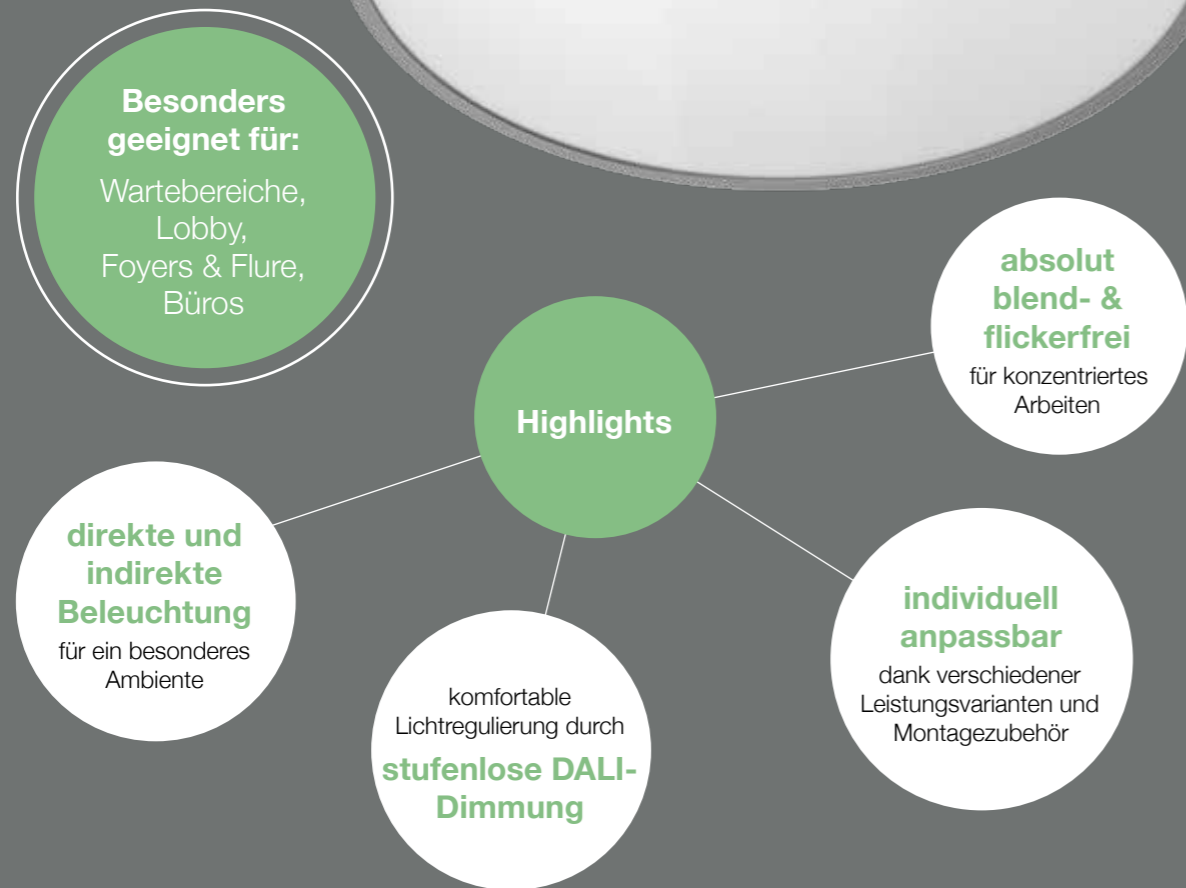 Besonders
geeignet für:
Wartebereiche,
Lobby,
Foyers & Flure,
Büros
absolut
blend- &
flickerfrei
für konzentriertes
Arbeiten
Highlights
direkte und
indirekte
Beleuchtung
für ein besonderes
Ambiente
komfortable
Lichtregulierung durch
stufenlose DALI-
Dimmung
individuell
anpassbar
dank verschiedener
Leistungsvarianten und
Montagezubehör